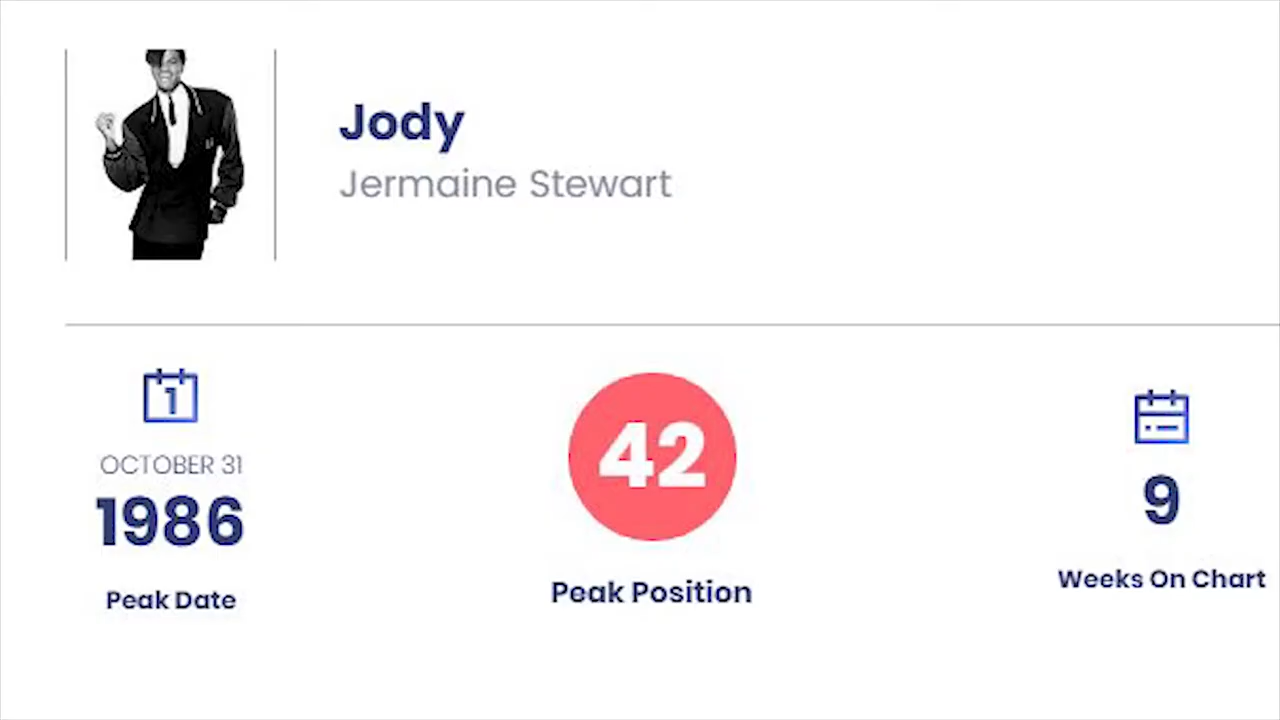 Jody
Jermaine Stewart
1
OCTOBER 31
1986
Peak Date
42
Peak Position
9
Weeks On Chart